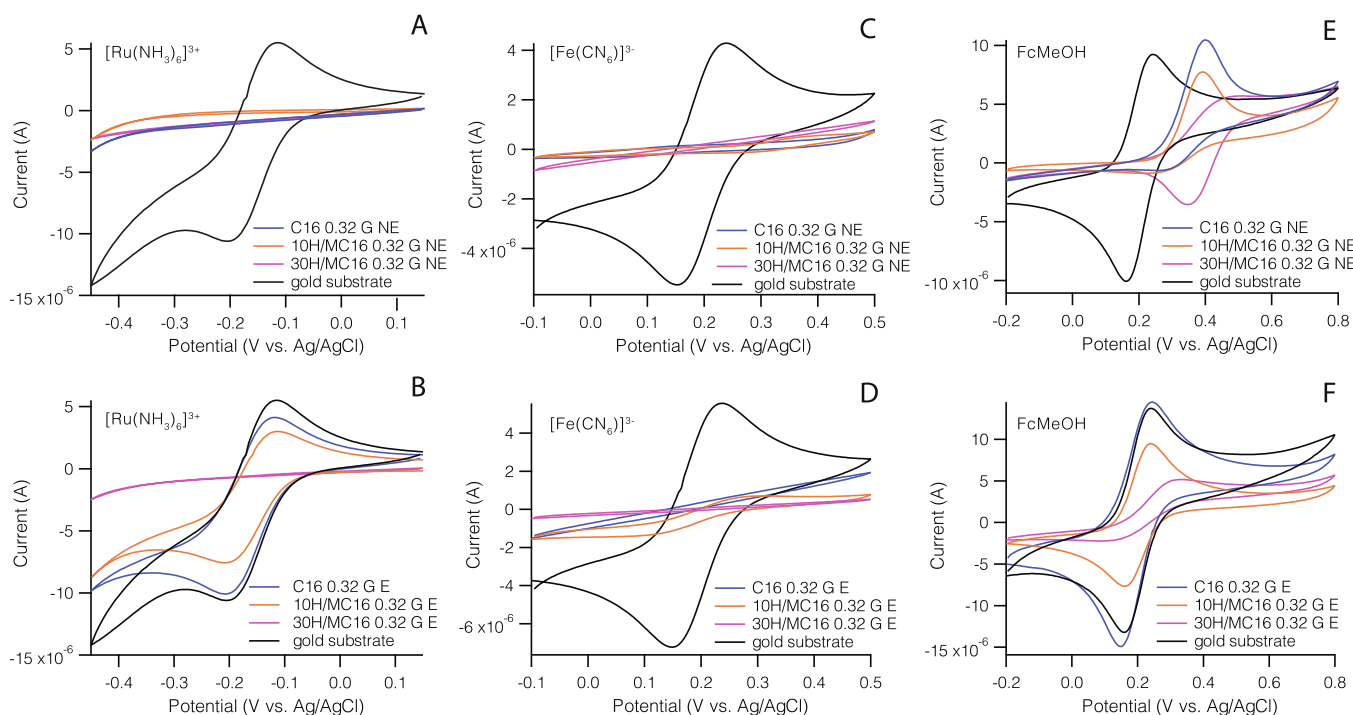 A
[Ru(NH3)6]3+
5
0
-5
-10
-15 x10-6
Current (A)
C16 0.32 G NE
10H/MC16 0.32 G NE
30H/MC16 0.32 G NE
gold substrate
-0.4 -0.3 -0.2 -0.1 0.0 0.1
Potential (V vs. Ag/AgCl)
B
[Ru(NH3)6]3+
5
0
-5
-10
-15 x10-6
Current (A)
C16 0.32 G E
10H/MC16 0.32 G E
30H/MC16 0.32 G E
gold substrate
-0.4 -0.3 -0.2 -0.1 0.0 0.1
Potential (V vs. Ag/AgCl)
C
[Fe(CN6)]3-
4
2
0
-2
-4 x10-6
Current (A)
C16 0.32 G NE
10H/MC16 0.32 G NE
30H/MC16 0.32 G NE
gold substrate
-0.1 0.0 0.1 0.2 0.3 0.4 0.5
Potential (V vs. Ag/AgCl)
D
[Fe(CN6)]3-
4
2
0
-2
-4
-6 x10-6
Current (A)
C16 0.32 G E
10H/MC16 0.32 G E
30H/MC16 0.32 G E
gold substrate
-0.1 0.0 0.1 0.2 0.3 0.4 0.5
Potential (V vs. Ag/AgCl)
E
FcMeOH
10
5
0
-5
-10 x10-6
Current (A)
C16 0.32 G NE
10H/MC16 0.32 G NE
30H/MC16 0.32 G NE
gold substrate
-0.2 0.0 0.2 0.4 0.6 0.8
Potential (V vs. Ag/AgCl)
F
FcMeOH
10
5
0
-5
-10
-15 x10-6
Current (A)
C16 0.32 G E
10H/MC16 0.32 G E
30H/MC16 0.32 G E
gold substrate
-0.2 0.0 0.2 0.4 0.6 0.8
Potential (V vs. Ag/AgCl)